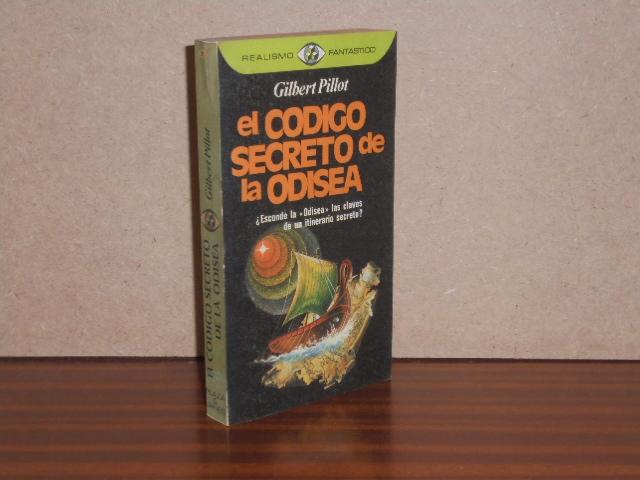 REALISMO FANTASTICO
Gilbert Pillot
el CODIGO
SECRETO de
la ODISEA
¿Esconde la «Odisea» las claves
de un itinerario secreto?
Gilbert Pillot
EL CODIGO SECRETO
DE LA ODISEA